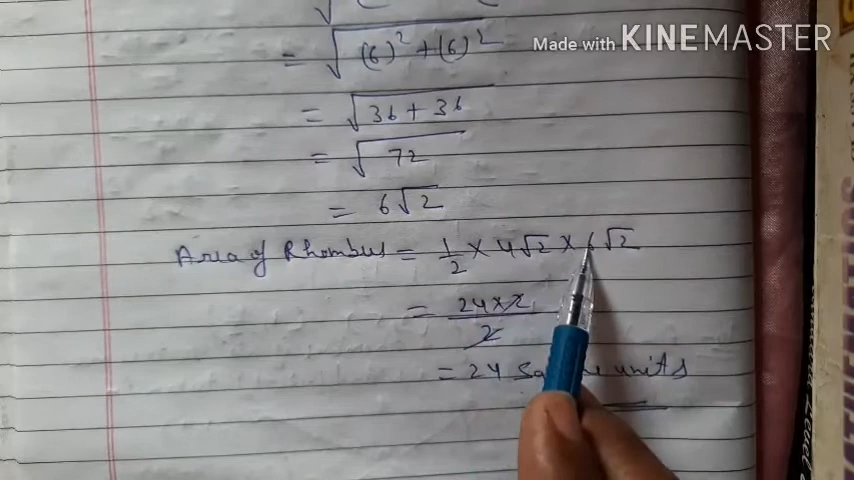 = √(6)² + (6)²
Made with KINEMASTER
= √36 + 36
= √72
= 6√2
Area of Rhombus = 1/2 × 4√2 × 6√2
= 24×2/2
= 24 units